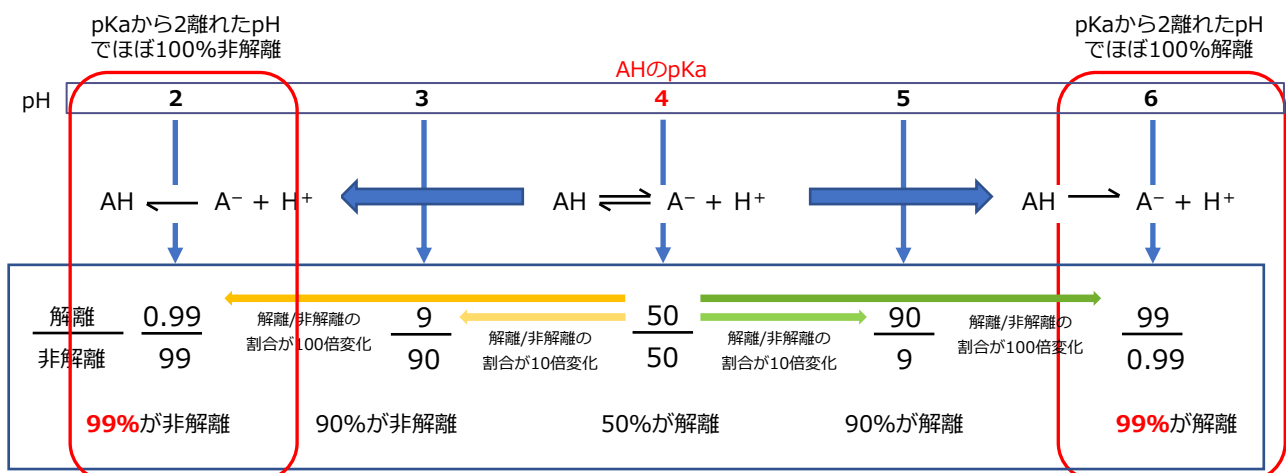 pKaから2離れたpH
でほぼ100%非解離
pKaから2離れたpH
でほぼ100%解離
AHのpKa
pH 2 3 4 5 6
AH A⁻ + H⁺
AH A⁻ + H⁺
AH A⁻ + H⁺
解離
非解離
0.99
99
解離/非解離の
割合が100倍変化
9
90
解離/非解離の
割合が10倍変化
50
50
解離/非解離の
割合が10倍変化
90
9
解離/非解離の
割合が100倍変化
99
0.99
99%が非解離
90%が非解離
50%が解離
90%が解離
99%が解離